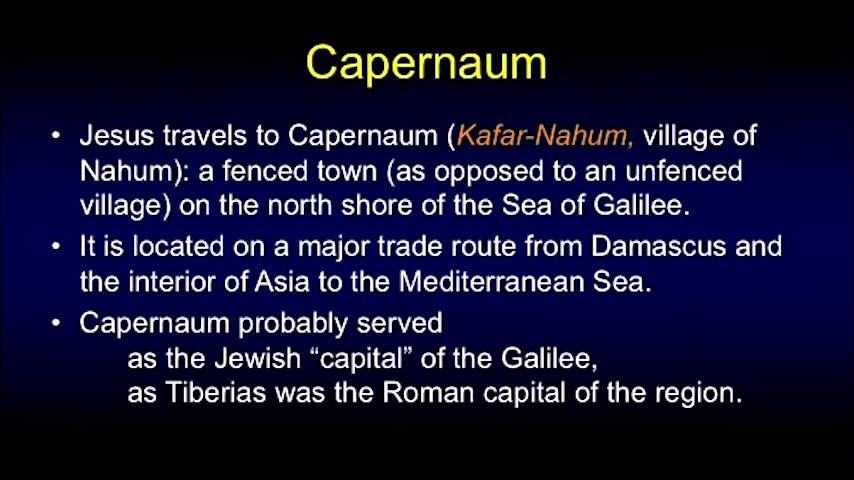 Capernaum
• Jesus travels to Capernaum (Kafar-Nahum, village of
Nahum): a fenced town (as opposed to an unfenced
village) on the north shore of the Sea of Galilee.
• It is located on a major trade route from Damascus and
the interior of Asia to the Mediterranean Sea.
• Capernaum probably served
as the Jewish “capital” of the Galilee,
as Tiberias was the Roman capital of the region.